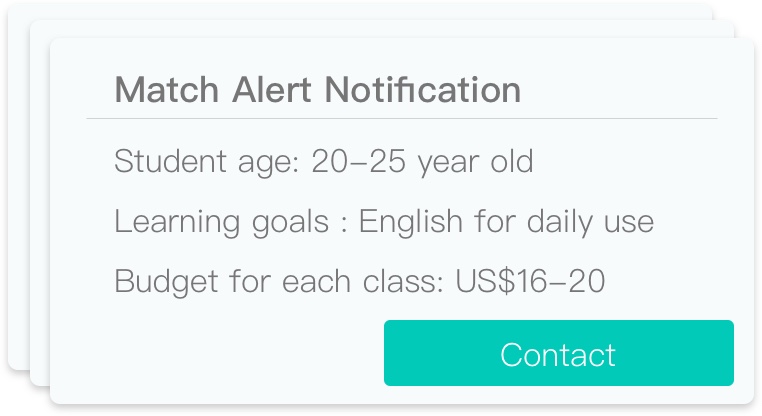 Match Alert Notification
Student age: 20–25 year old
Learning goals : English for daily use
Budget for each class: US$16–20
Contact